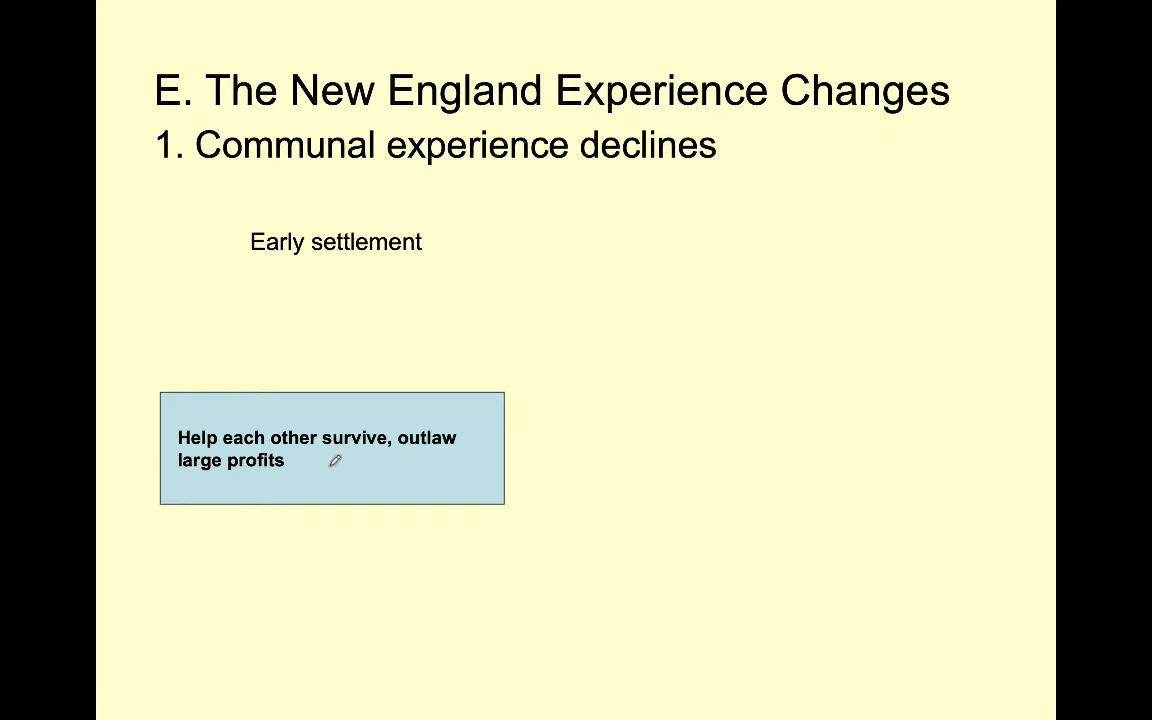 E. The New England Experience Changes
1. Communal experience declines
Early settlement
Help each other survive, outlaw
large profits